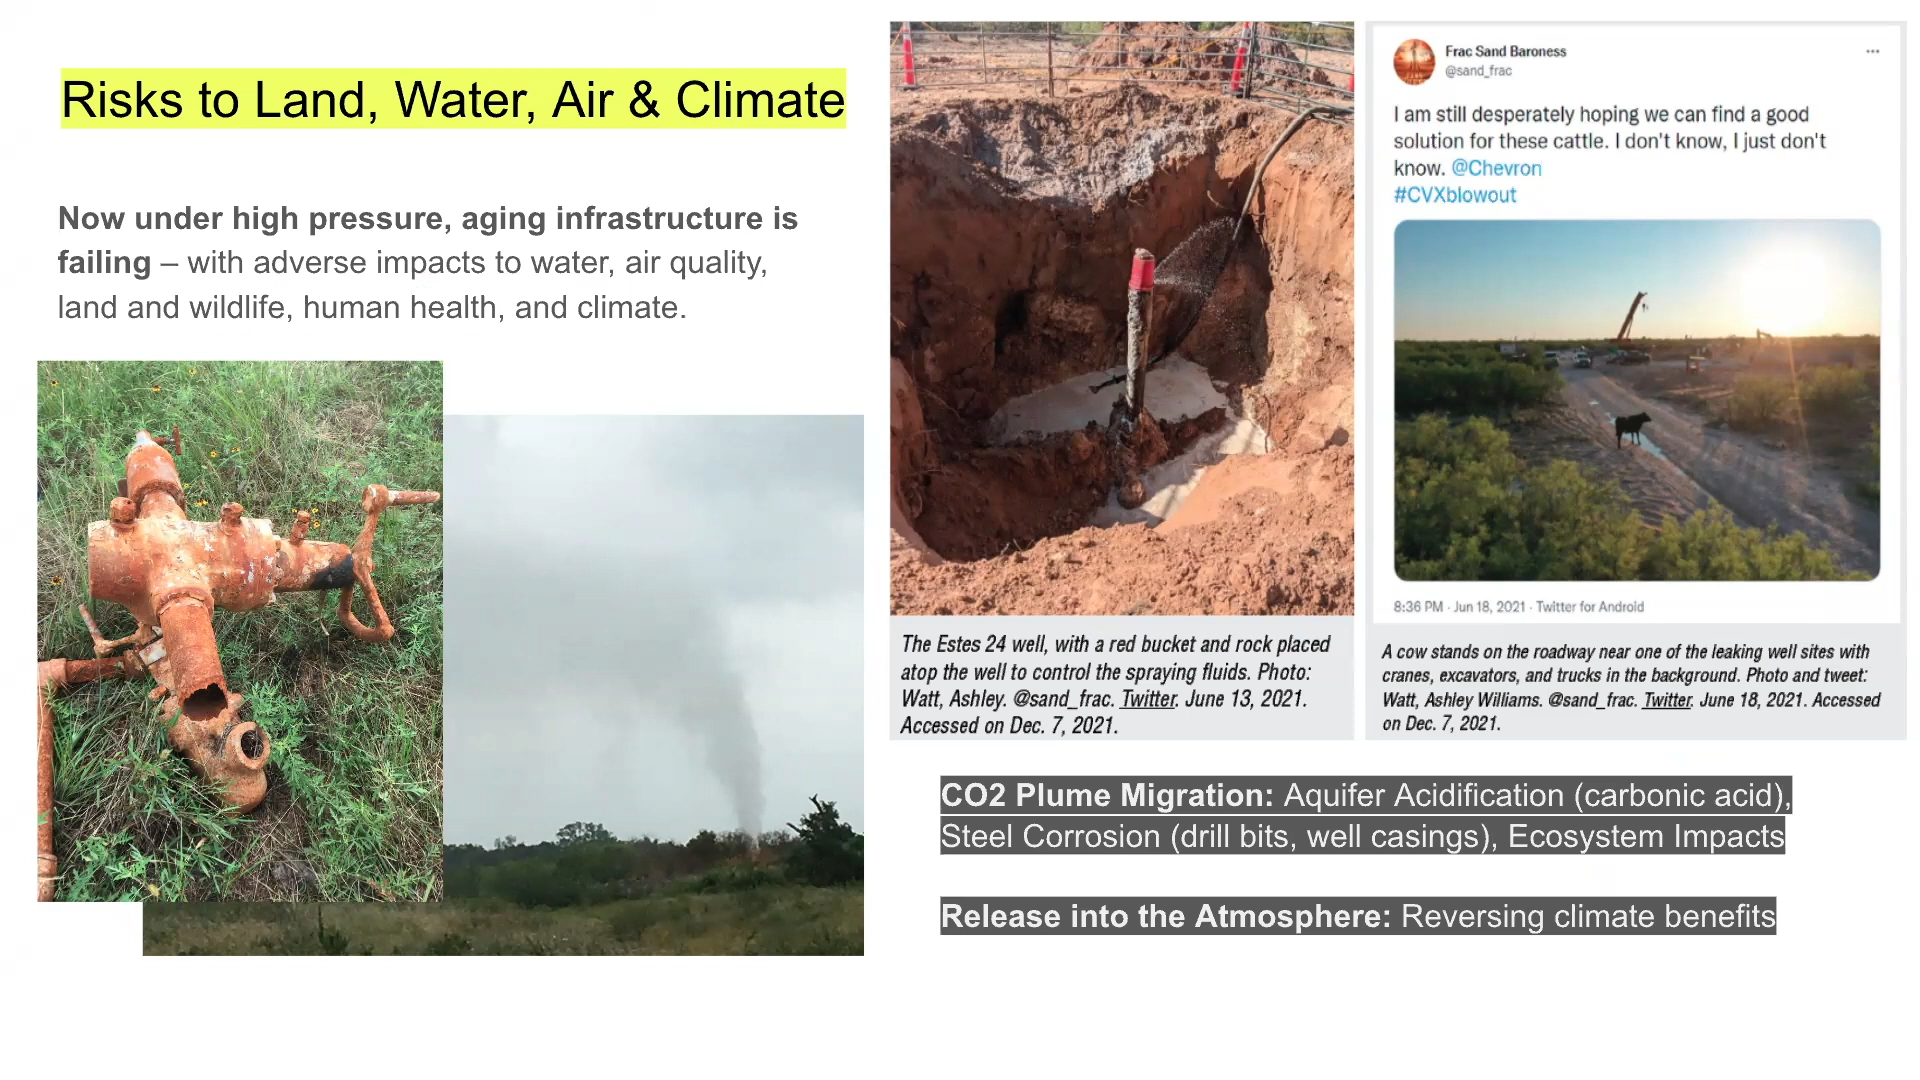 Risks to Land, Water, Air & Climate
Now under high pressure, aging infrastructure is
failing – with adverse impacts to water, air quality,
land and wildlife, human health, and climate.
The Estes 24 well, with a red bucket and rock placed
atop the well to control the spraying fluids. Photo:
Watt, Ashley. @sand_frac. Twitter. June 13, 2021.
Accessed on Dec. 7, 2021.
Frac Sand Baroness
@sand_frac
I am still desperately hoping we can find a good
solution for these cattle. I don't know, I just don't
know. @Chevron
#CVXblowout
8:36 PM · Jun 18, 2021 · Twitter for Android
A cow stands on the roadway near one of the leaking well sites with
cranes, excavators, and trucks in the background. Photo and tweet:
Watt, Ashley Williams. @sand_frac. Twitter. June 18, 2021. Accessed
on Dec. 7, 2021.
CO2 Plume Migration: Aquifer Acidification (carbonic acid),
Steel Corrosion (drill bits, well casings), Ecosystem Impacts
Release into the Atmosphere: Reversing climate benefits